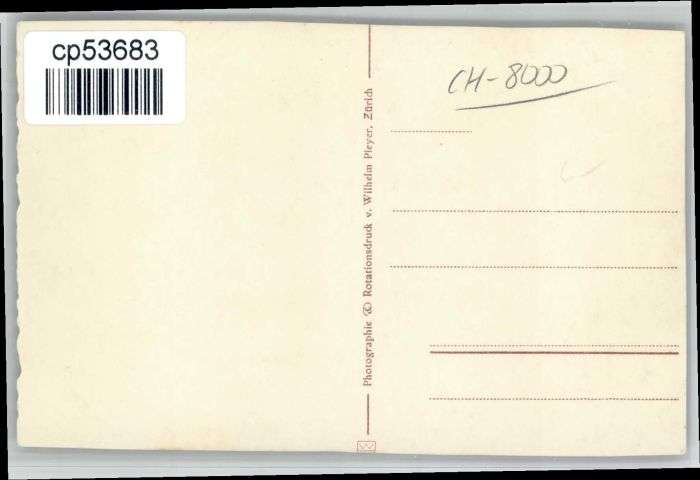 cp53683
CH-8000
Photographie & Rotationsdruck v. Wilhelm Pleyer, Zürich